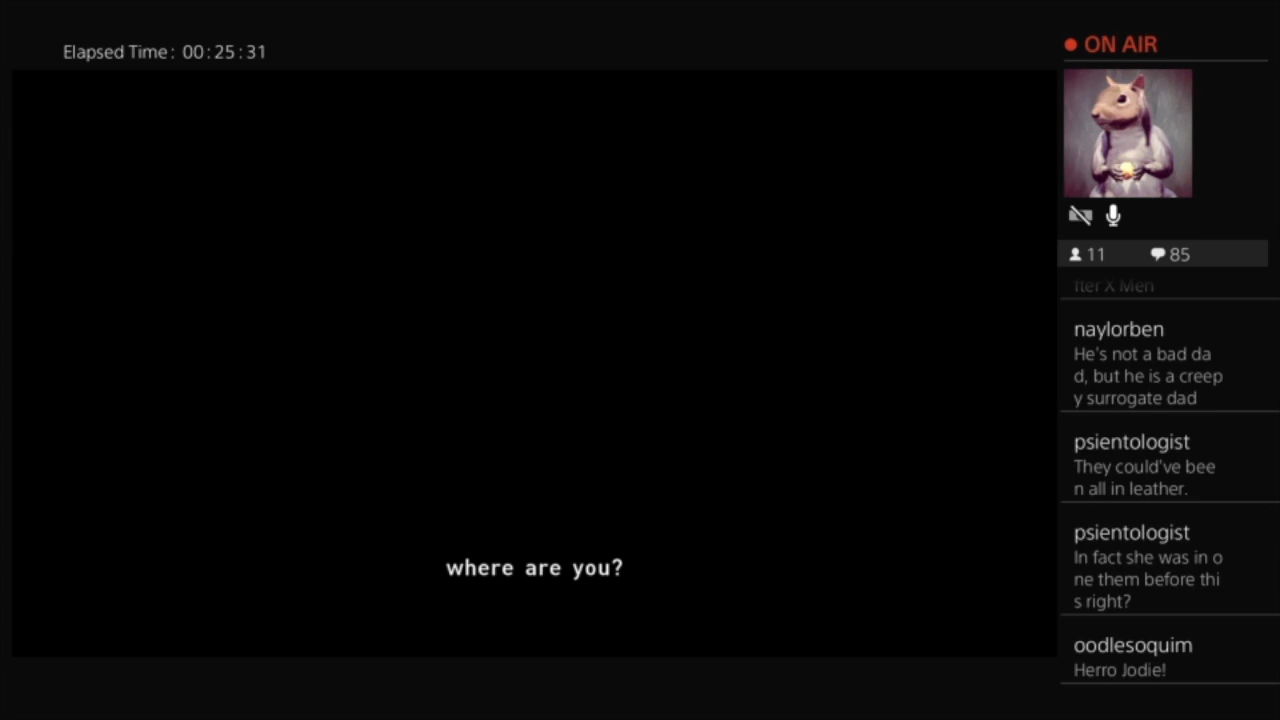 Elapsed Time: 00:25:31
ON AIR
11 85
fter X Men
naylorben
He's not a bad da
d, but he is a creep
y surrogate dad
psientologist
They could've bee
n all in leather.
psientologist
In fact she was in o
ne them before thi
s right?
where are you?
oodlesoquim
Herro Jodie!